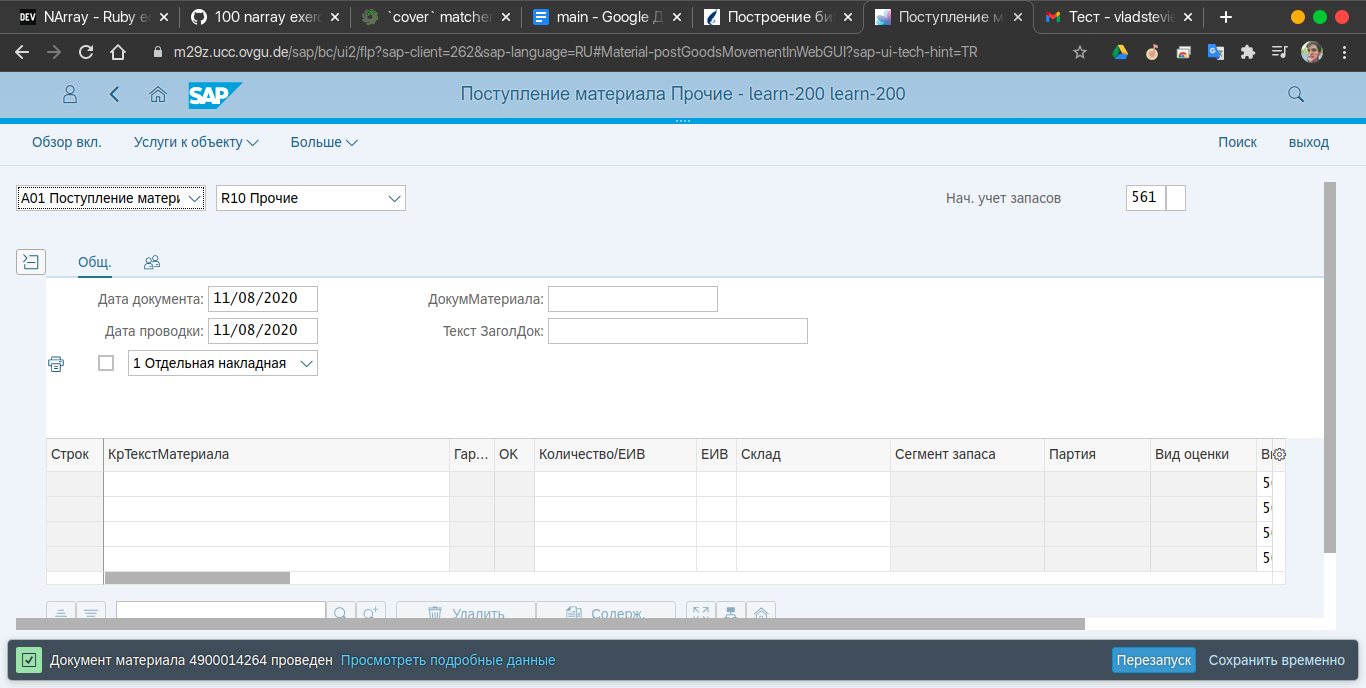 NArray - Ruby e
100 narray exerc
`cover` matcher
main - Google Д
Построение би
Поступление м
Тест - vladstevie
m29z.ucc.ovgu.de/sap/bc/ui2/flp?sap-client=262&sap-language=RU#Material-postGoodsMovementInWebGUI?sap-ui-tech-hint=TR
SAP Поступление материала Прочие - learn-200 learn-200
Обзор вкл. Услуги к объекту Больше Поиск выход
A01 Поступление матери R10 Прочие Нач. учет запасов 561
Общ.
Дата документа: 11/08/2020 ДокумМатериала:
Дата проводки: 11/08/2020 Текст ЗаголДок:
1 Отдельная накладная
Строк КрТекстМатериала Гар... OK Количество/ЕИВ ЕИВ Склад Сегмент запаса Партия Вид оценки
Удалить Содерж.
Документ материала 4900014264 проведен Просмотреть подробные данные Перезапуск Сохранить временно